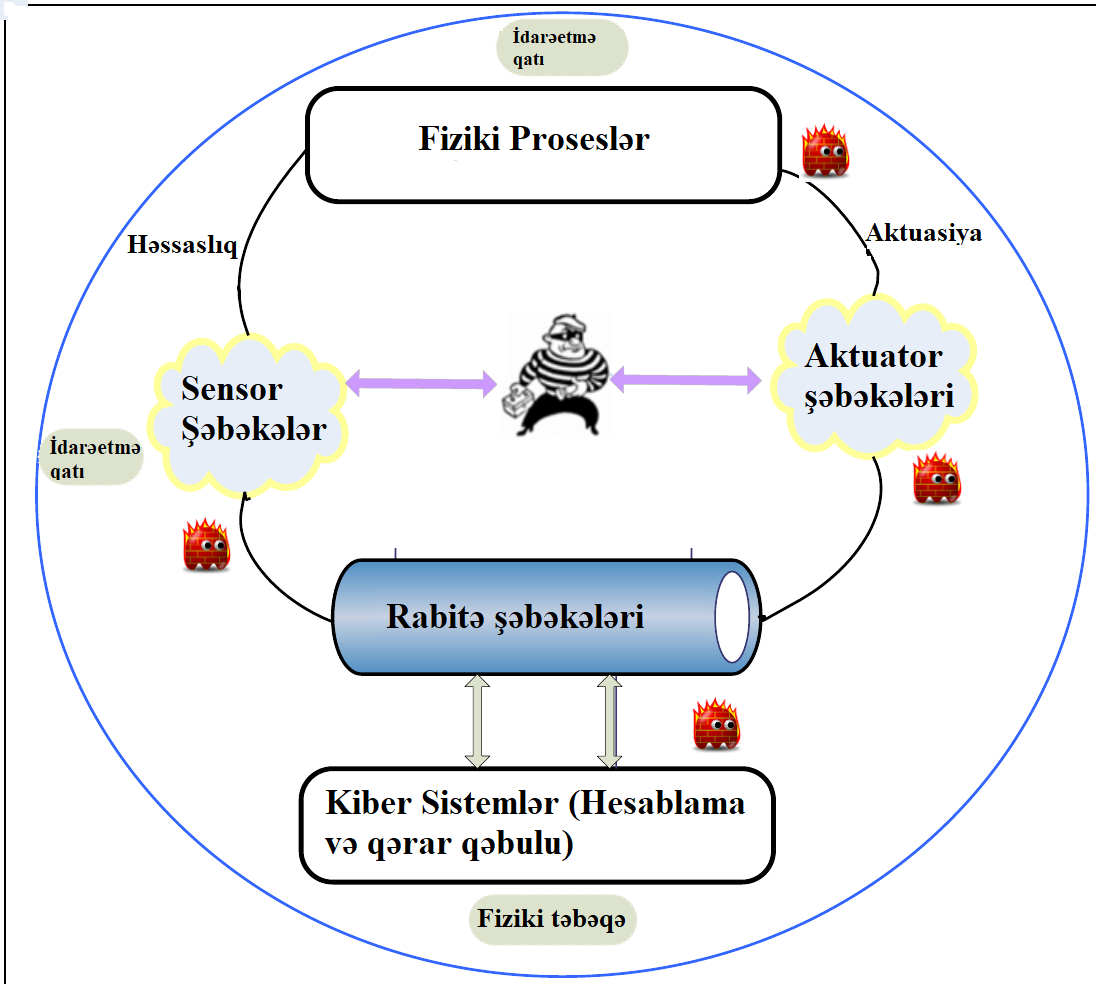 İdarəetmə
qatı
Fiziki Proseslər
Həssaslıq
Aktuasiya
Sensor
Şəbəkələr
Aktuator
şəbəkələri
İdarəetmə
qatı
Rabitə şəbəkələri
Kiber Sistemlər (Hesablama
və qərar qəbulu)
Fiziki təbəqə